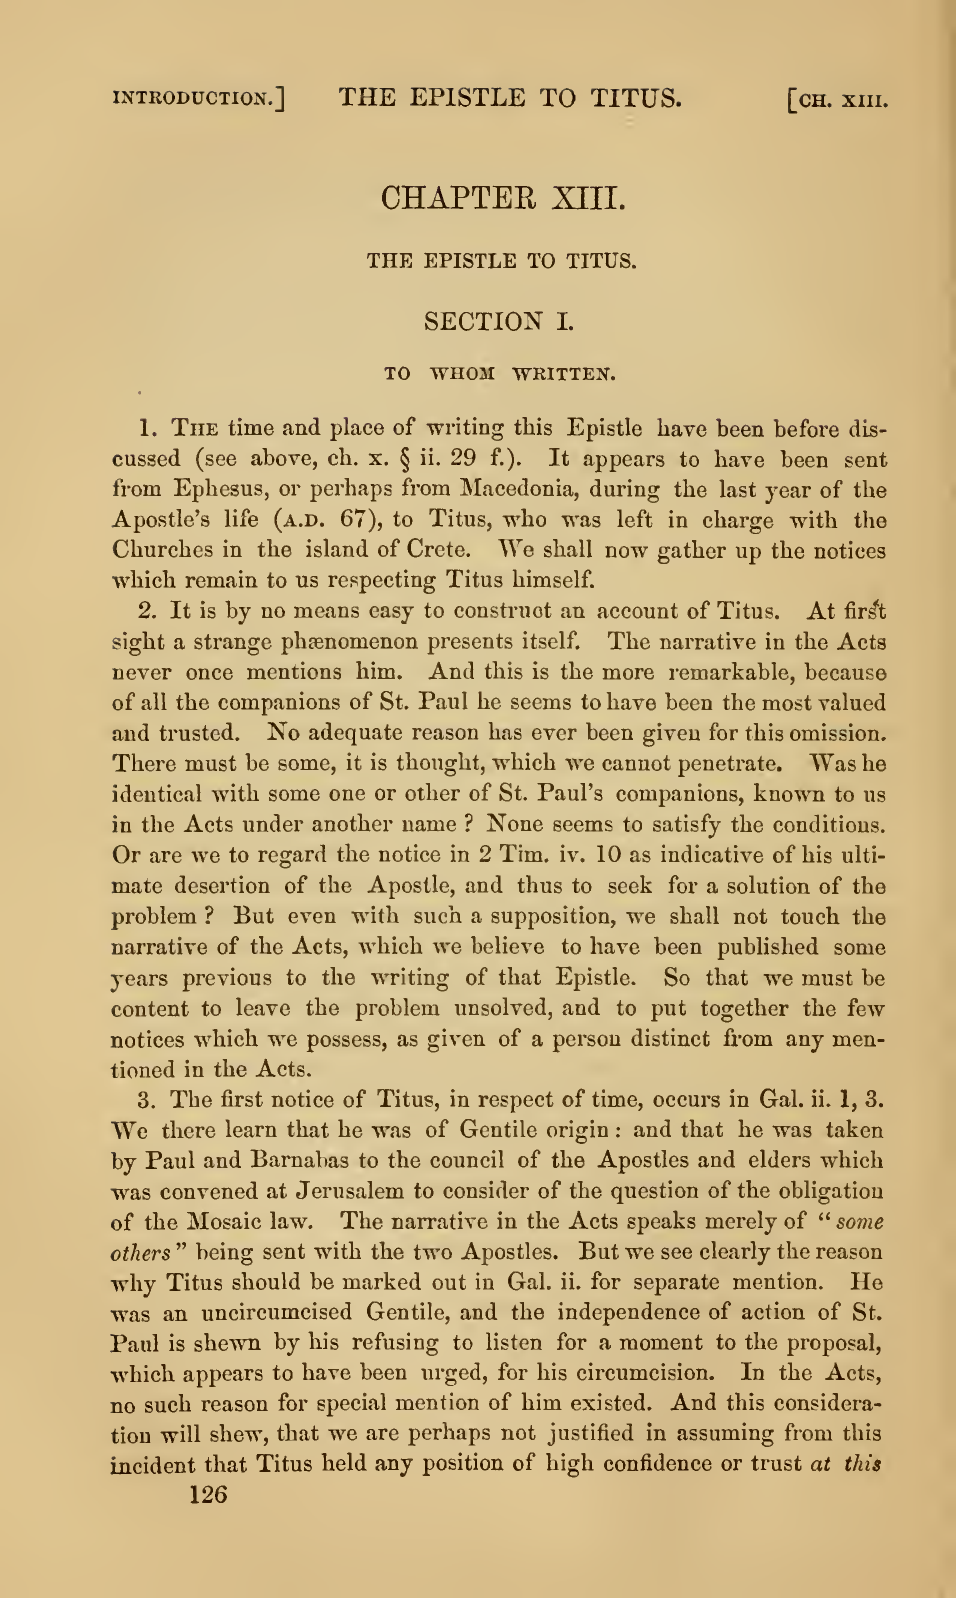 INTRODUCTION.] THE EPISTLE TO TITUS. [CH. XIII.
CHAPTER XIII.
THE EPISTLE TO TITUS.
SECTION I.
TO WHOM WRITTEN.
1. THE time and place of writing this Epistle have been before dis-
cussed (see above, ch. x. § ii. 29 f.). It appears to have been sent
from Ephesus, or perhaps from Macedonia, during the last year of the
Apostle's life (A.D. 67), to Titus, who was left in charge with the
Churches in the island of Crete. We shall now gather up the notices
which remain to us respecting Titus himself.
2. It is by no means easy to construct an account of Titus. At first
sight a strange phænomenon presents itself. The narrative in the Acts
never once mentions him. And this is the more remarkable, because
of all the companions of St. Paul he seems to have been the most valued
and trusted. No adequate reason has ever been given for this omission.
There must be some, it is thought, which we cannot penetrate. Was he
identical with some one or other of St. Paul's companions, known to us
in the Acts under another name? None seems to satisfy the conditions.
Or are we to regard the notice in 2 Tim. iv. 10 as indicative of his ulti-
mate desertion of the Apostle, and thus to seek for a solution of the
problem? But even with such a supposition, we shall not touch the
narrative of the Acts, which we believe to have been published some
years previous to the writing of that Epistle. So that we must be
content to leave the problem unsolved, and to put together the few
notices which we possess, as given of a person distinct from any men-
tioned in the Acts.
3. The first notice of Titus, in respect of time, occurs in Gal. ii. 1, 3.
We there learn that he was of Gentile origin: and that he was taken
by Paul and Barnabas to the council of the Apostles and elders which
was convened at Jerusalem to consider of the question of the obligation
of the Mosaic law. The narrative in the Acts speaks merely of "some
others" being sent with the two Apostles. But we see clearly the reason
why Titus should be marked out in Gal. ii. for separate mention. He
was an uncircumcised Gentile, and the independence of action of St.
Paul is shewn by his refusing to listen for a moment to the proposal,
which appears to have been urged, for his circumcision. In the Acts,
no such reason for special mention of him existed. And this considera-
tion will shew, that we are perhaps not justified in assuming from this
incident that Titus held any position of high confidence or trust at this
126